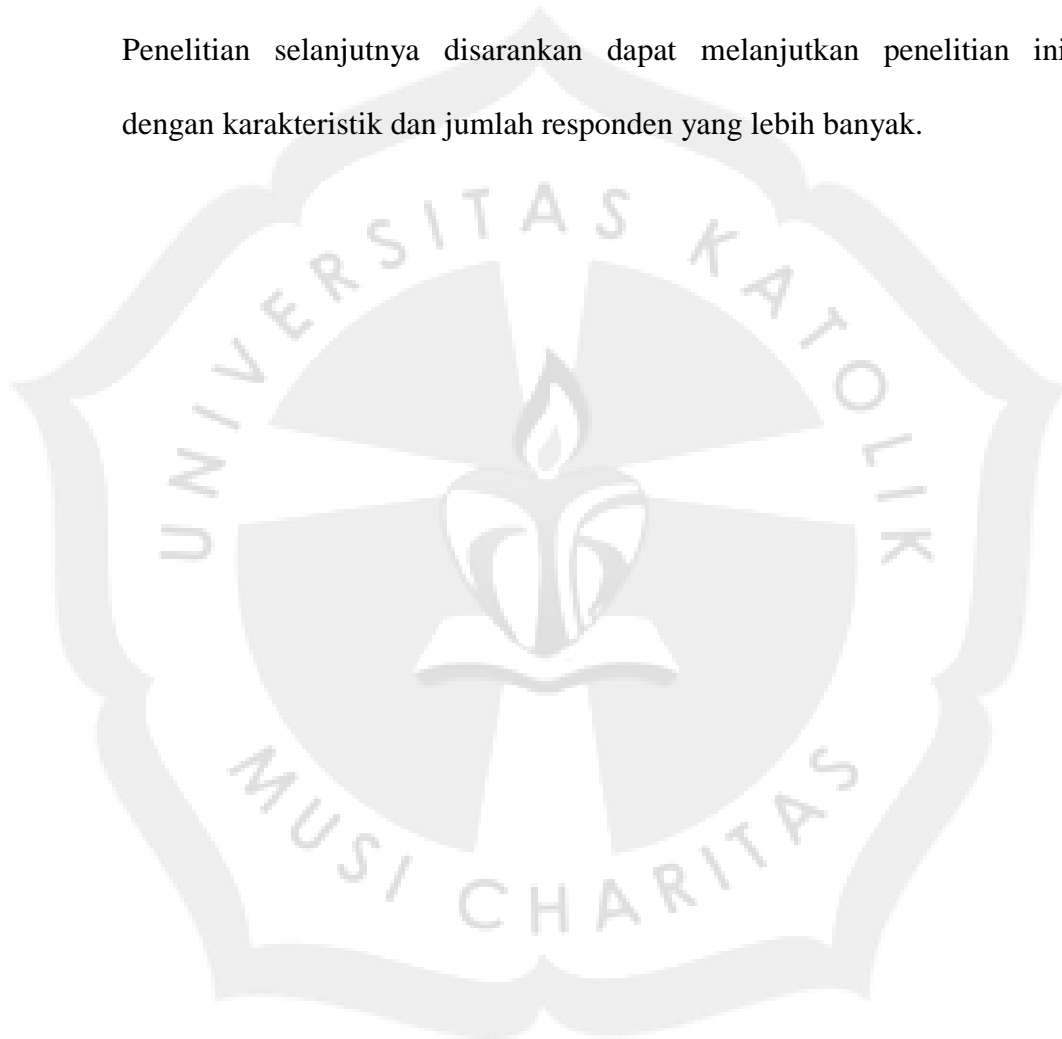 Penelitian selanjutnya disarankan dapat melanjutkan penelitian ini
dengan karakteristik dan jumlah responden yang lebih banyak.
UNIVERSITAS KATOLIK
MUSI CHARITAS